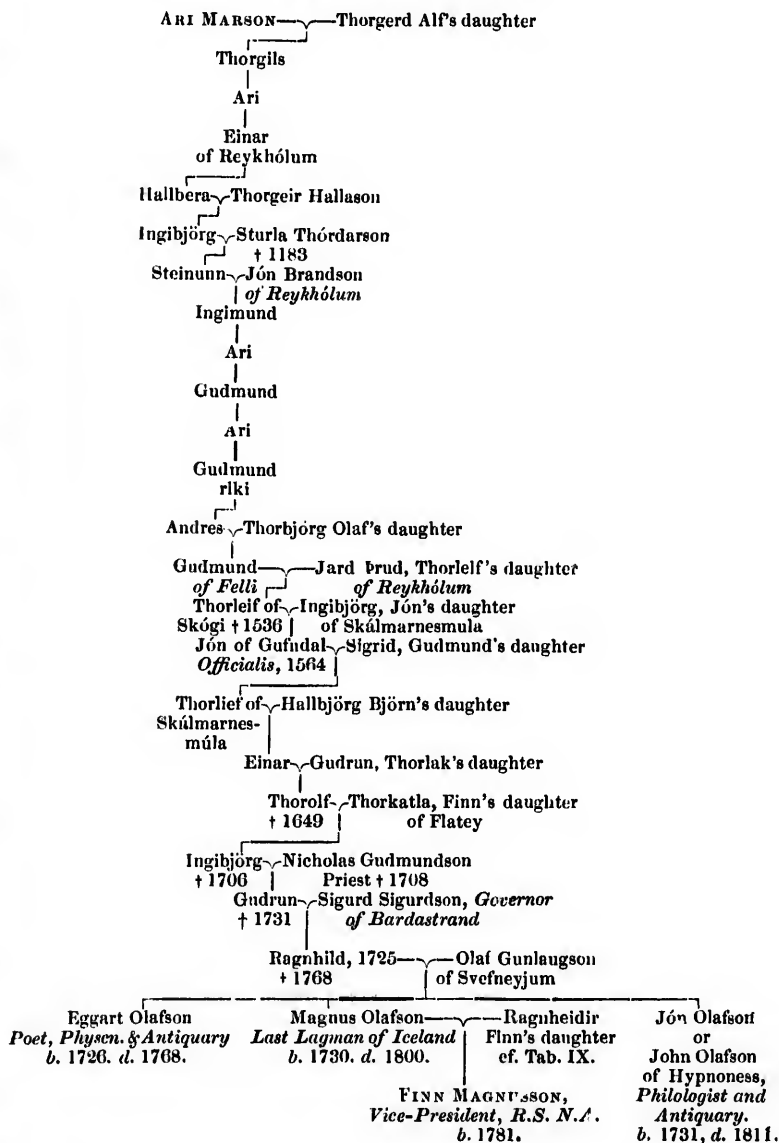 ARI MARSON Thorgerd Alf's daughter
Thorgils
Ari
Einar
of Reykhólum
Hallbera Thorgeir Hallason
Ingibjörg Sturla Thórdarson
† 1183
Steinunn Jón Brandson
of Reykhólum
Ingimund
Ari
Gudmund
Ari
Gudmund
ríki
Andres Thorbjörg Olaf's daughter
Gudmund Jard Þrud, Thorleif's daughter
of Felli of Reykhólum
Thorleif of Ingibjörg, Jón's daughter
Skógi † 1536 of Skálmarnesmula
Jón of Gufudal Sigrid, Gudmund's daughter
Officialis, 1564
Thorlief of Hallbjörg Björn's daughter
Skálmarnes-
múla
Einar Gudrun, Thorlak's daughter
Thorolf Thorkatla, Finn's daughter
† 1649 of Flatey
Ingibjörg Nicholas Gudmundson
† 1706 Priest † 1708
Gudrun Sigurd Sigurdson, Governor
† 1731 of Bardastrand
Ragnhild, 1725 Olaf Gunlaugson
† 1768 of Svefneyjum
Eggart Olafson Magnus Olafson Ragnheidir Jón Olafson
Poet, Physcn. & Antiquary Last Lagman of Iceland Finn's daughter or
b. 1726. d. 1768. b. 1730. d. 1800. cf. Tab. IX. John Olafson
of Hypnoness,
FINN MAGNUSSON, Philologist and
Vice-President, R.S. N.A. Antiquary.
b. 1781. b. 1731, d. 1811.